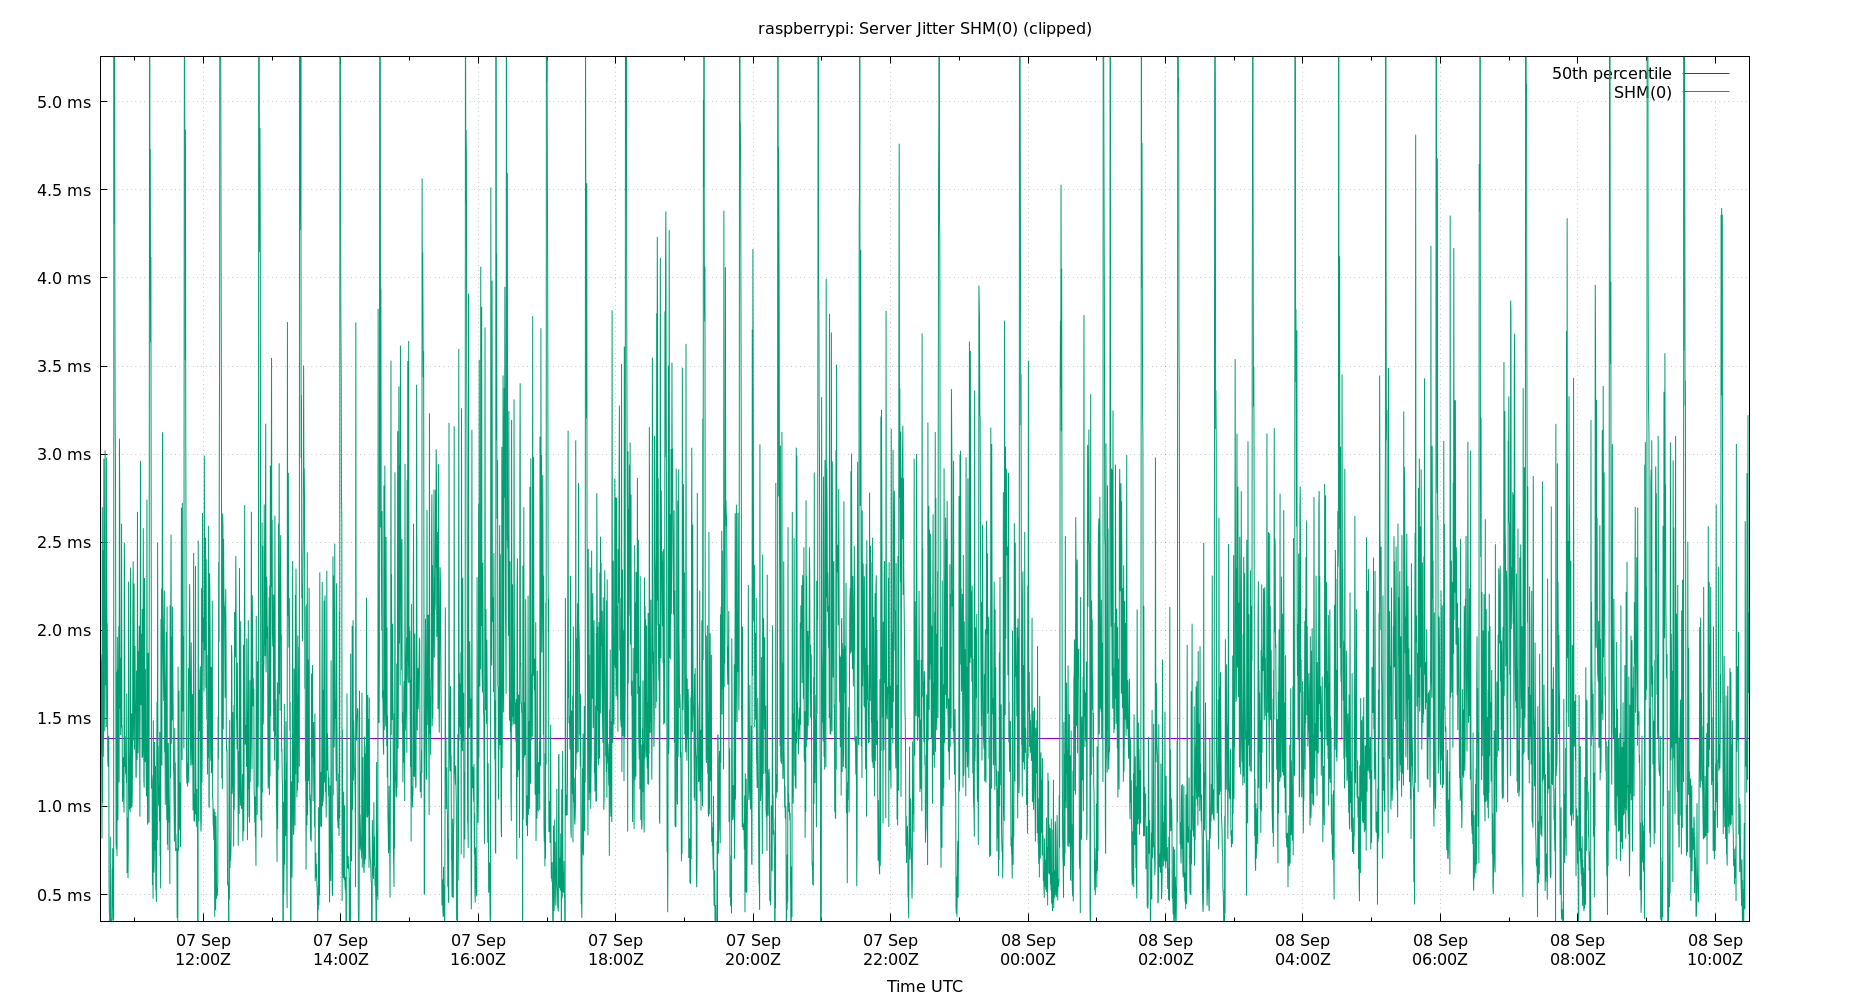 raspberrypi: Server Jitter SHM(0) (clipped)
50th percentile
SHM(0)
5.0 ms
4.5 ms
4.0 ms
3.5 ms
3.0 ms
2.5 ms
2.0 ms
1.5 ms
1.0 ms
0.5 ms
07 Sep 07 Sep 07 Sep 07 Sep 07 Sep 07 Sep 08 Sep 08 Sep 08 Sep 08 Sep 08 Sep 08 Sep
12:00Z 14:00Z 16:00Z 18:00Z 20:00Z 22:00Z 00:00Z 02:00Z 04:00Z 06:00Z 08:00Z 10:00Z
Time UTC